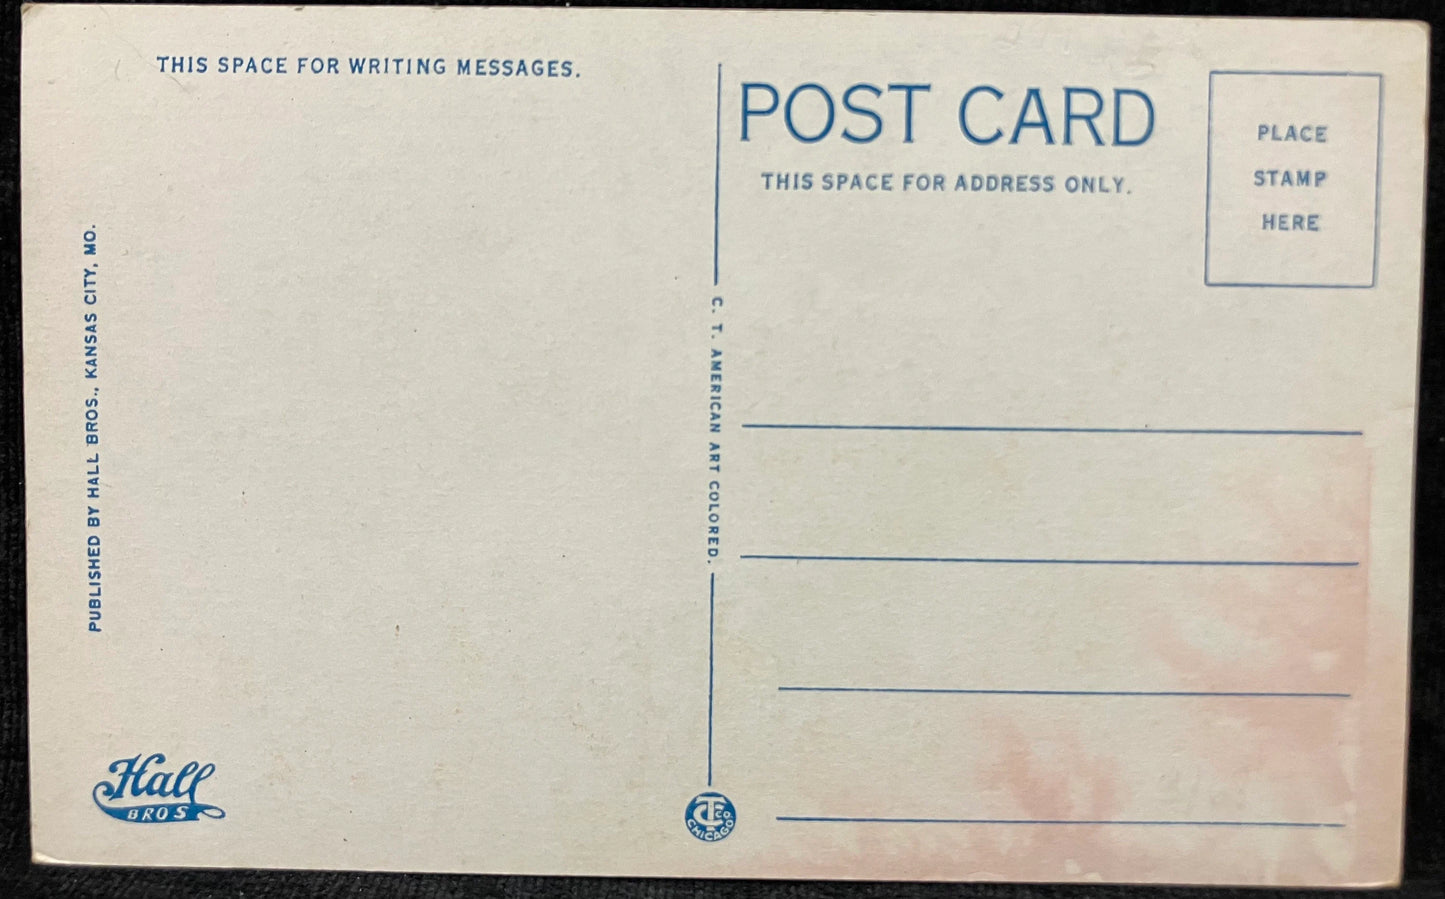 THIS SPACE FOR WRITING MESSAGES.
POST CARD
THIS SPACE FOR ADDRESS ONLY.
PLACE
STAMP
HERE
PUBLISHED BY HALL BROS., KANSAS CITY, MO.
C. T. AMERICAN ART COLORED.
Hall
BROS
CTCo
CHICAGO